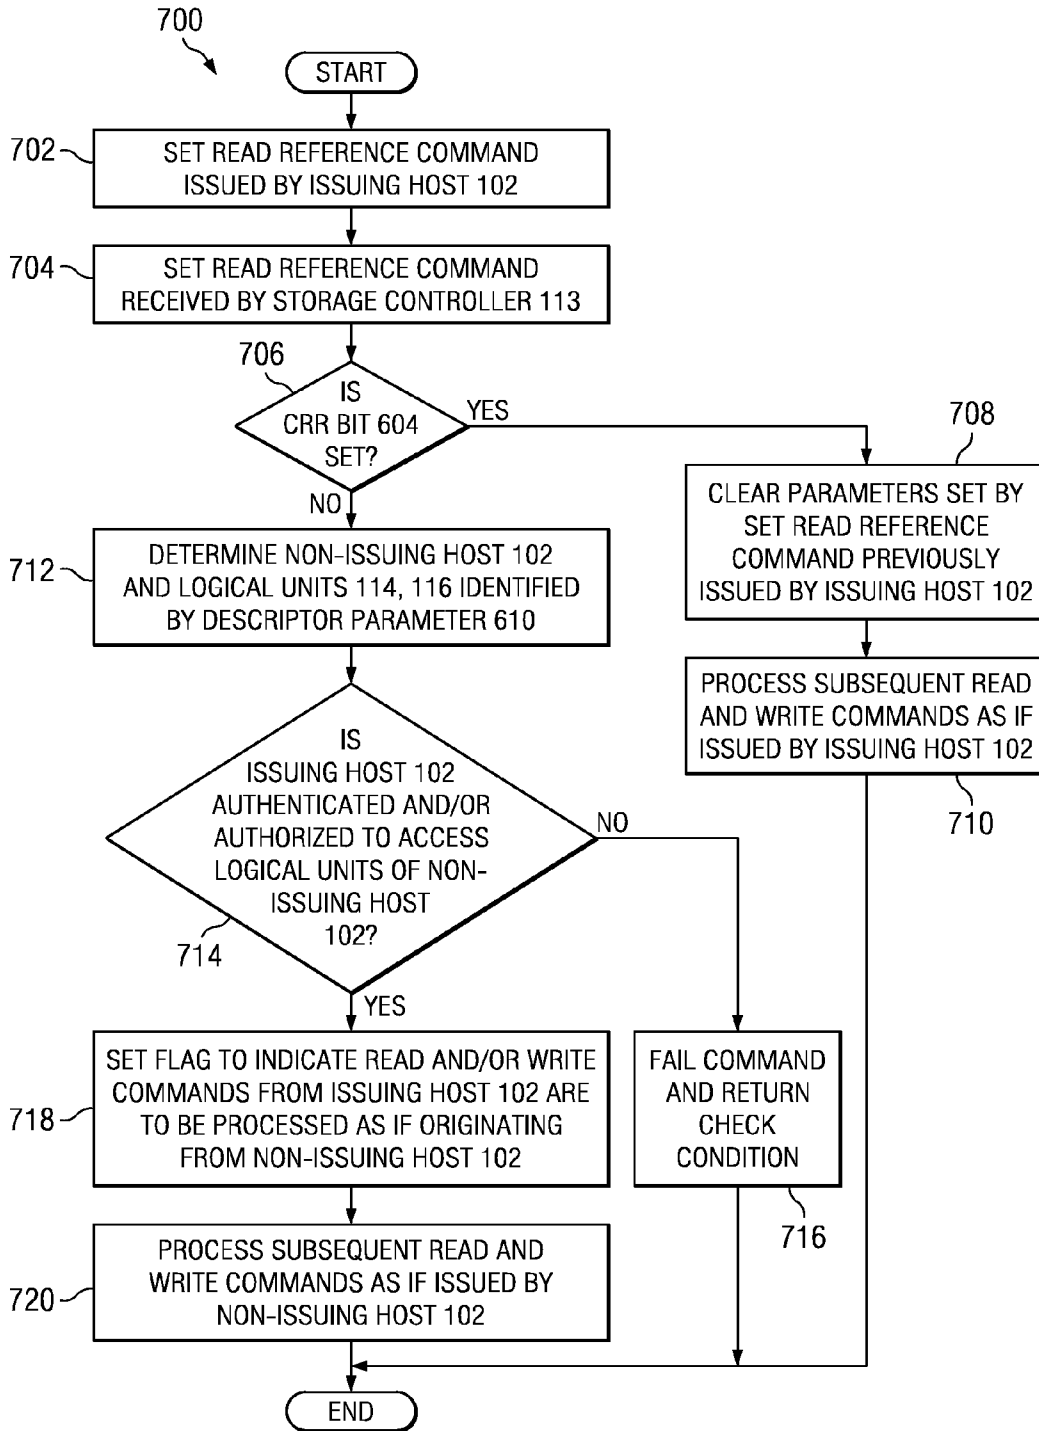 700
START
702
SET READ REFERENCE COMMAND
ISSUED BY ISSUING HOST 102
704
SET READ REFERENCE COMMAND
RECEIVED BY STORAGE CONTROLLER 113
706
IS
CRR BIT 604
SET?
YES
NO
708
CLEAR PARAMETERS SET BY
SET READ REFERENCE
COMMAND PREVIOUSLY
ISSUED BY ISSUING HOST 102
712
DETERMINE NON-ISSUING HOST 102
AND LOGICAL UNITS 114, 116 IDENTIFIED
BY DESCRIPTOR PARAMETER 610
PROCESS SUBSEQUENT READ
AND WRITE COMMANDS AS IF
ISSUED BY ISSUING HOST 102
710
IS
ISSUING HOST 102
AUTHENTICATED AND/OR
AUTHORIZED TO ACCESS
LOGICAL UNITS OF NON-
ISSUING HOST
102?
714
NO
YES
718
SET FLAG TO INDICATE READ AND/OR WRITE
COMMANDS FROM ISSUING HOST 102 ARE
TO BE PROCESSED AS IF ORIGINATING
FROM NON-ISSUING HOST 102
FAIL COMMAND
AND RETURN
CHECK
CONDITION
716
720
PROCESS SUBSEQUENT READ AND
WRITE COMMANDS AS IF ISSUED BY
NON-ISSUING HOST 102
END